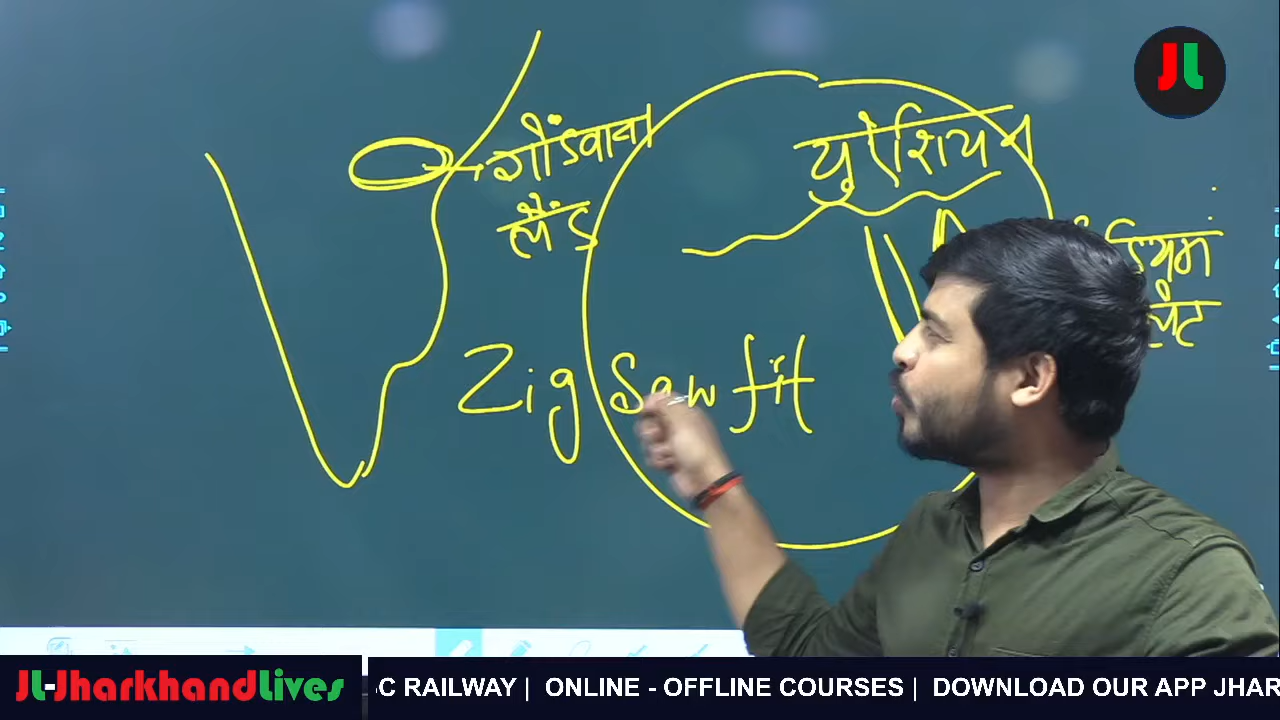 JL
गोंडवाना
लैंड
युरेशियन
प्लेट
Zig Saw fit
JL-JharkhandLives
C RAILWAY | ONLINE - OFFLINE COURSES | DOWNLOAD OUR APP JHAR